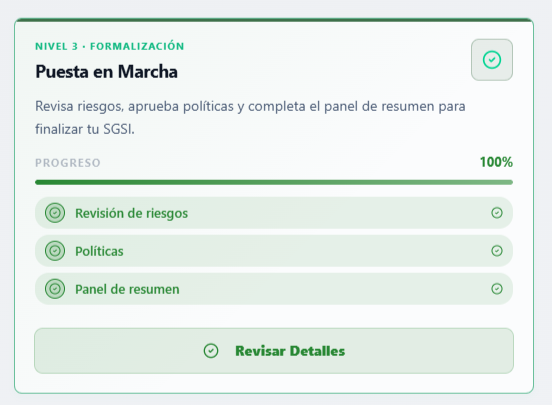 NIVEL 3 • FORMALIZACIÓN
Puesta en Marcha
Revisa riesgos, aprueba políticas y completa el panel de resumen para
finalizar tu SGSI.
PROGRESO 100%
Revisión de riesgos
Políticas
Panel de resumen
Revisar Detalles